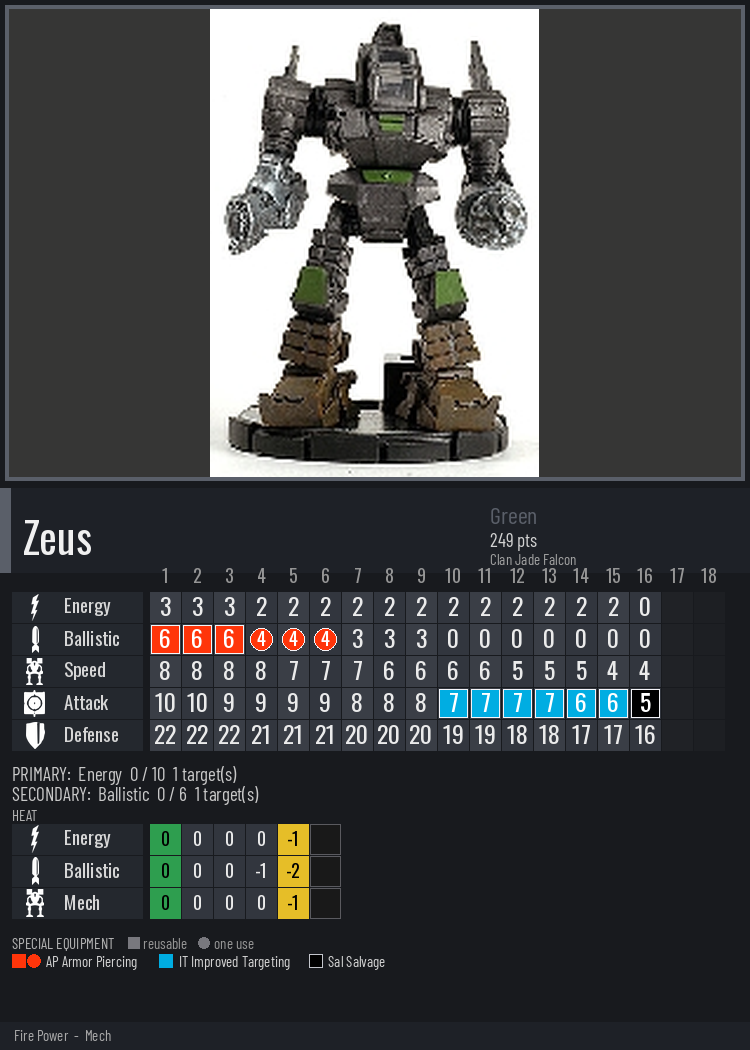 Zeus
Green
249 pts
Clan Jade Falcon
1 2 3 4 5 6 7 8 9 10 11 12 13 14 15 16 17 18
Energy 3 3 3 2 2 2 2 2 2 2 2 2 2 2 2 0
Ballistic 6 6 6 4 4 4 3 3 3 0 0 0 0 0 0 0
Speed 8 8 8 8 7 7 7 6 6 6 6 5 5 5 4 4
Attack 10 10 9 9 9 9 8 8 8 7 7 7 7 6 6 5
Defense 22 22 22 21 21 21 20 20 20 19 19 18 18 17 17 16
PRIMARY: Energy 0 / 10 1 target(s)
SECONDARY: Ballistic 0 / 6 1 target(s)
HEAT
Energy 0 0 0 0 -1
Ballistic 0 0 0 -1 -2
Mech 0 0 0 0 -1
SPECIAL EQUIPMENT reusable one use
AP Armor Piercing IT Improved Targeting Sal Salvage
Fire Power - Mech